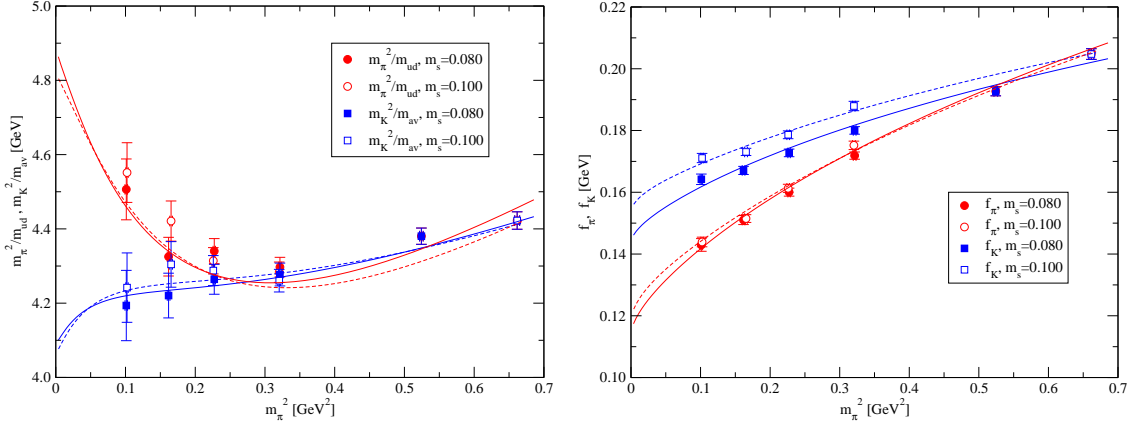 5.0
4.8
4.6
4.4
4.2
4.0
m_π^2/m_ud, m_K^2/m_av [GeV]
0 0.1 0.2 0.3 0.4 0.5 0.6 0.7
m_π^2 [GeV^2]
m_π^2/m_ud, m_s=0.080
m_π^2/m_ud, m_s=0.100
m_K^2/m_av, m_s=0.080
m_K^2/m_av, m_s=0.100
0.20
0.18
0.16
0.14
0.12
0.10
f_π, f_K [GeV]
0 0.1 0.2 0.3 0.4 0.5 0.6 0.7
m_π^2 [GeV^2]
f_π, m_s=0.080
f_π, m_s=0.100
f_K, m_s=0.080
f_K, m_s=0.100